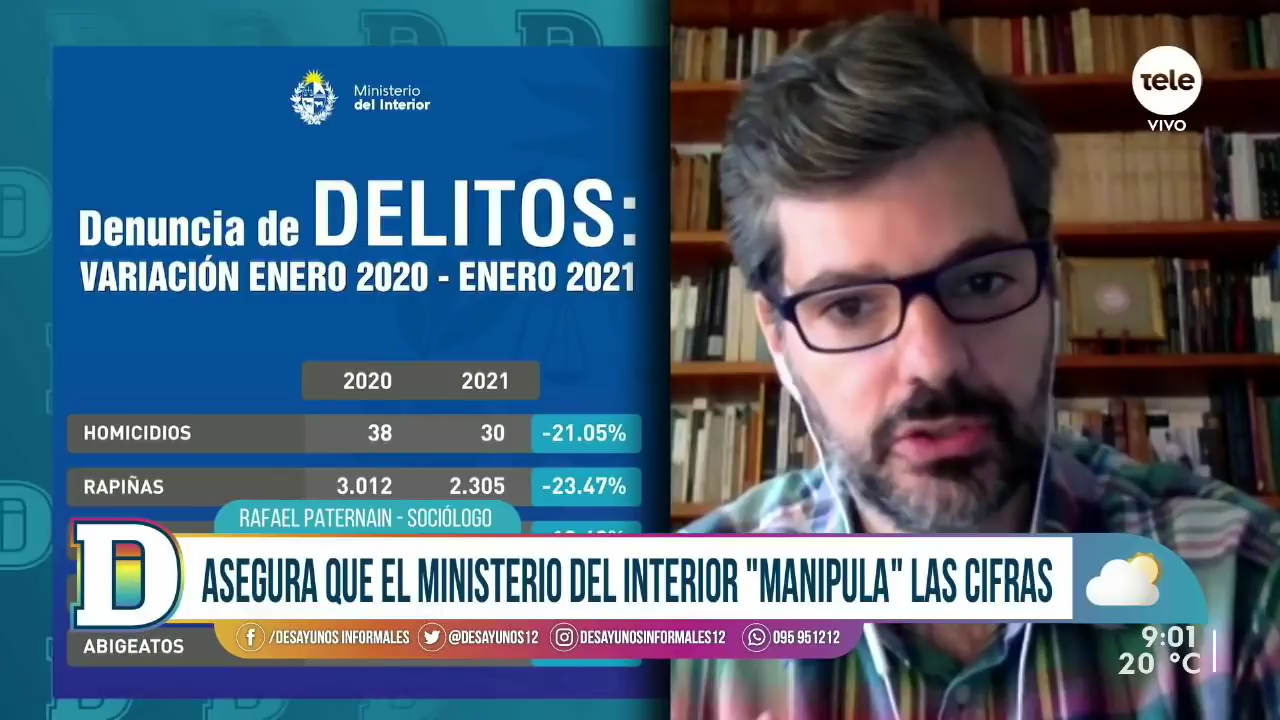 Ministerio
del Interior
Denuncia de DELITOS:
VARIACIÓN ENERO 2020 - ENERO 2021
2020 2021
HOMICIDIOS 38 30 -21.05%
RAPIÑAS 3.012 2.305 -23.47%
RAFAEL PATERNAIN - SOCIÓLOGO
D
ASEGURA QUE EL MINISTERIO DEL INTERIOR "MANIPULA" LAS CIFRAS
/DESAYUNOS INFORMALES @DESAYUNOS12 DESAYUNOSINFORMALES12 095 951212
ABIGEATOS
tele
VIVO
9:01
20 °C